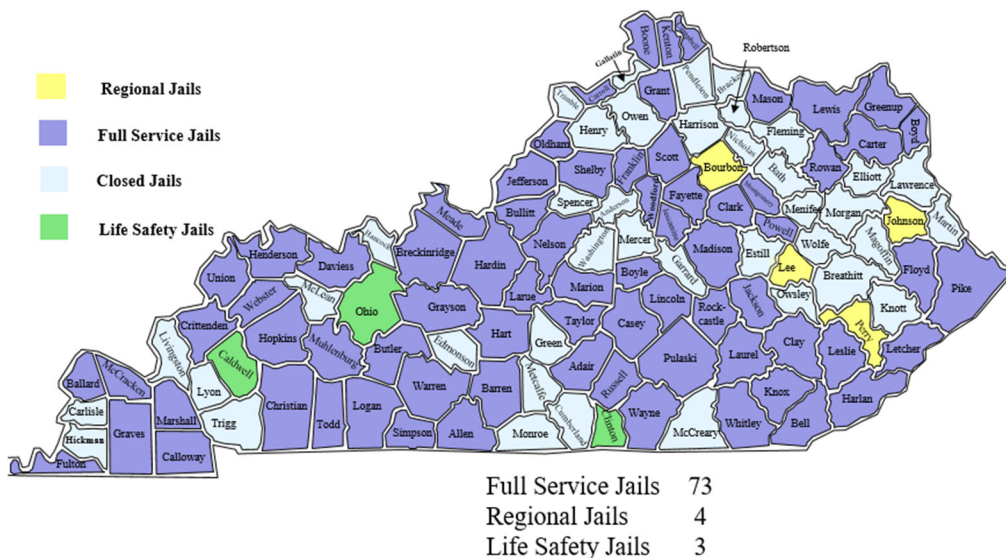 Regional Jails
Full Service Jails
Closed Jails
Life Safety Jails
Boone
Kenton
Campbell
Gallatin
Robertson
Pendleton
Bracken
Trimble
Carroll
Grant
Mason
Lewis
Greenup
Boyd
Henry
Owen
Harrison
Fleming
Carter
Oldham
Nicholas
Rowan
Elliott
Lawrence
Jefferson
Shelby
Franklin
Scott
Bourbon
Bath
Spencer
Anderson
Woodford
Fayette
Montgomery
Menifee
Morgan
Johnson
Martin
Bullitt
Clark
Meade
Hancock
Breckinridge
Nelson
Washington
Mercer
Jessamine
Madison
Powell
Wolfe
Magoffin
Henderson
Daviess
Hardin
Garrard
Estill
Lee
Breathitt
Floyd
Pike
Union
Webster
McLean
Ohio
Grayson
Larue
Marion
Boyle
Lincoln
Rock-
castle
Jackson
Owsley
Knott
Perry
Crittenden
Hopkins
Muhlenburg
Butler
Edmonson
Hart
Green
Taylor
Casey
Livingston
Caldwell
Pulaski
Laurel
Clay
Leslie
Letcher
Ballard
McCracken
Lyon
Warren
Barren
Metcalfe
Adair
Russell
Knox
Harlan
Carlisle
Hickman
Graves
Marshall
Trigg
Christian
Todd
Logan
Simpson
Allen
Monroe
Cumberland
Clinton
Wayne
McCreary
Whitley
Bell
Fulton
Calloway
Full Service Jails 73
Regional Jails 4
Life Safety Jails 3